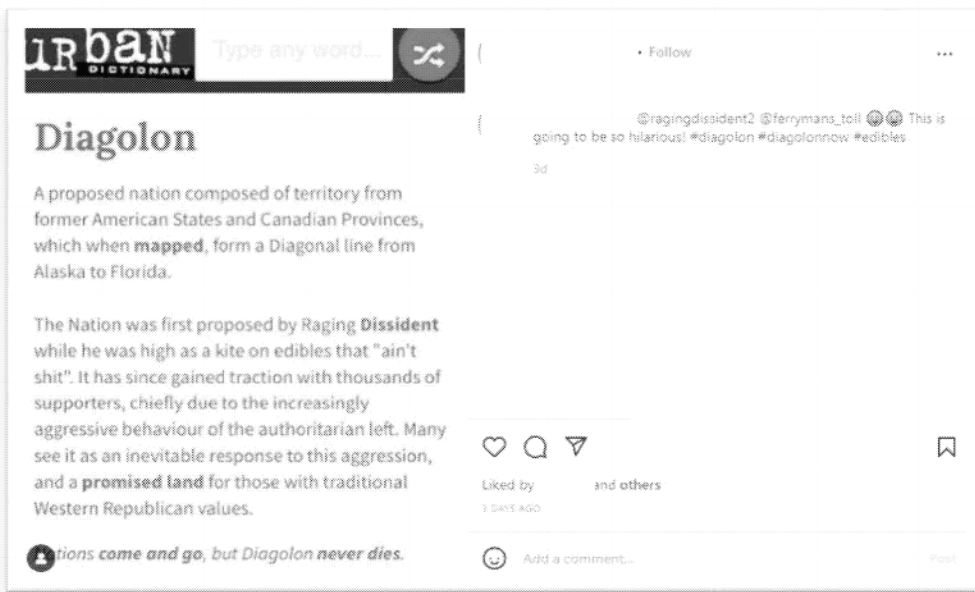 URBAN
DICTIONARY
Type any word...
Diagolon
A proposed nation composed of territory from
former American States and Canadian Provinces,
which when mapped, form a Diagonal line from
Alaska to Florida.
The Nation was first proposed by Raging Dissident
while he was high as a kite on edibles that "ain't
shit". It has since gained traction with thousands of
supporters, chiefly due to the increasingly
aggressive behaviour of the authoritarian left. Many
see it as an inevitable response to this aggression,
and a promised land for those with traditional
Western Republican values.
tions come and go, but Diagolon never dies.
• Follow
@ragingdissident2 @ferrymans_toll 😄😄 This is
going to be so hilarious! #diagolon #diagolonnow #edibles
3d
Liked by and others
3 DAYS AGO
Add a comment...
Post